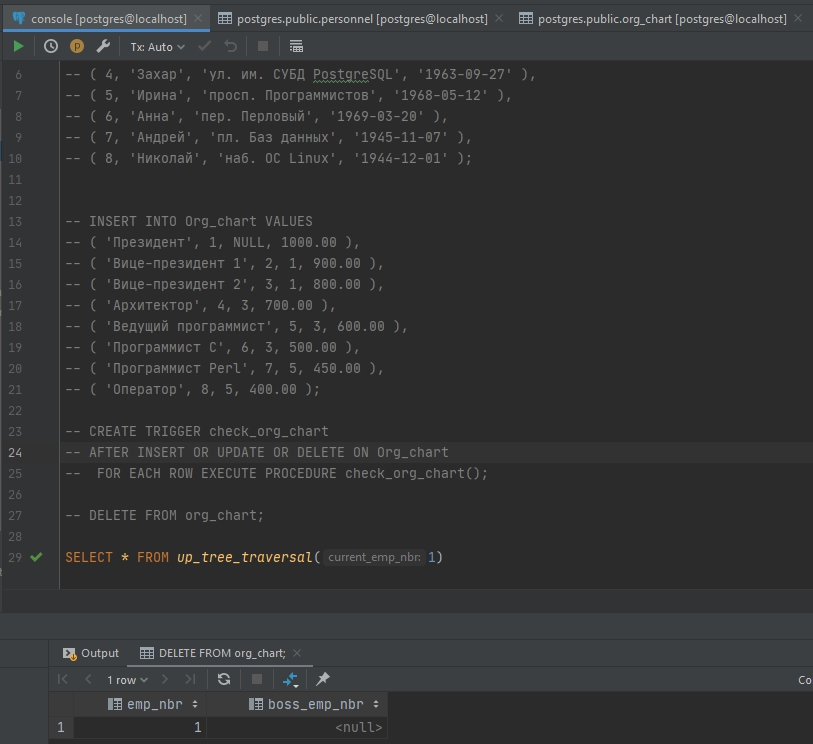 console [postgres@localhost] postgres.public.personnel [postgres@localhost] postgres.public.org_chart [postgres@localhost]
Tx: Auto
6 -- ( 4, 'Захар', 'ул. им. СУБД PostgreSQL', '1963-09-27' ),
7 -- ( 5, 'Ирина', 'просп. Программистов', '1968-05-12' ),
8 -- ( 6, 'Анна', 'пер. Перловый', '1969-03-20' ),
9 -- ( 7, 'Андрей', 'пл. Баз данных', '1945-11-07' ),
10 -- ( 8, 'Николай', 'наб. ОС Linux', '1944-12-01' );
11
12
13 -- INSERT INTO Org_chart VALUES
14 -- ( 'Президент', 1, NULL, 1000.00 ),
15 -- ( 'Вице-президент 1', 2, 1, 900.00 ),
16 -- ( 'Вице-президент 2', 3, 1, 800.00 ),
17 -- ( 'Архитектор', 4, 3, 700.00 ),
18 -- ( 'Ведущий программист', 5, 3, 600.00 ),
19 -- ( 'Программист C', 6, 3, 500.00 ),
20 -- ( 'Программист Perl', 7, 5, 450.00 ),
21 -- ( 'Оператор', 8, 5, 400.00 );
22
23 -- CREATE TRIGGER check_org_chart
24 -- AFTER INSERT OR UPDATE OR DELETE ON Org_chart
25 --  FOR EACH ROW EXECUTE PROCEDURE check_org_chart();
26
27 -- DELETE FROM org_chart;
28
29 SELECT * FROM up_tree_traversal( current_emp_nbr: 1)
Output DELETE FROM org_chart;
1 row Co
emp_nbr boss_emp_nbr
1 1 <null>